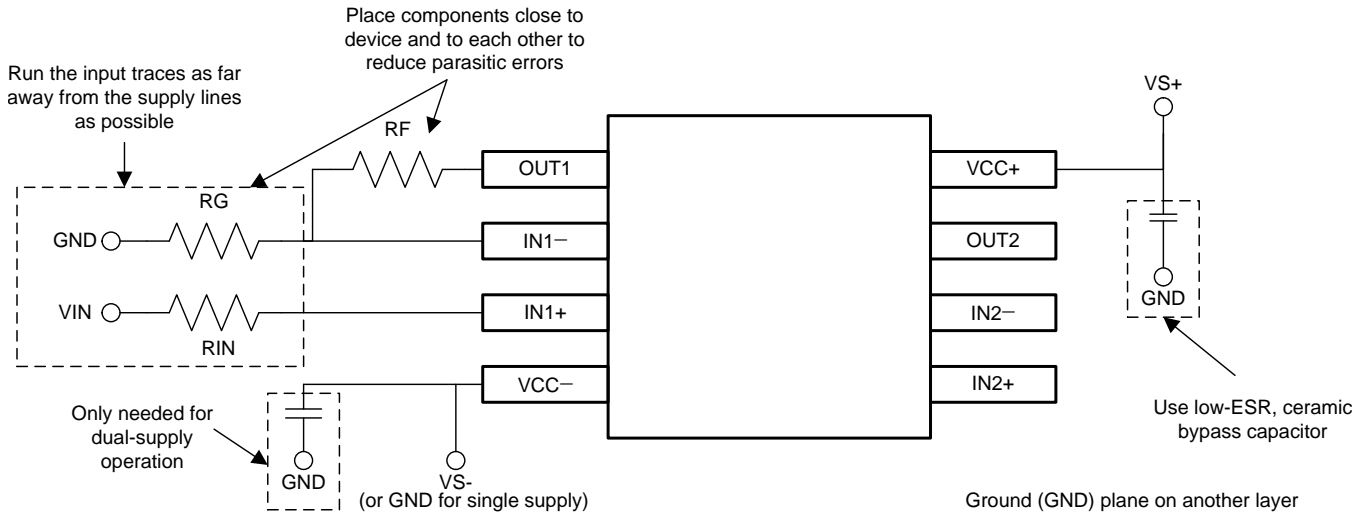 Place components close to
device and to each other to
reduce parasitic errors
Run the input traces as far
away from the supply lines
as possible
VS+
RF
OUT1
VCC+
RG
GND
IN1−
OUT2
VIN
IN1+
GND
IN2−
RIN
VCC−
IN2+
Only needed for
dual-supply
operation
Use low-ESR, ceramic
bypass capacitor
GND
VS-
(or GND for single supply)
Ground (GND) plane on another layer